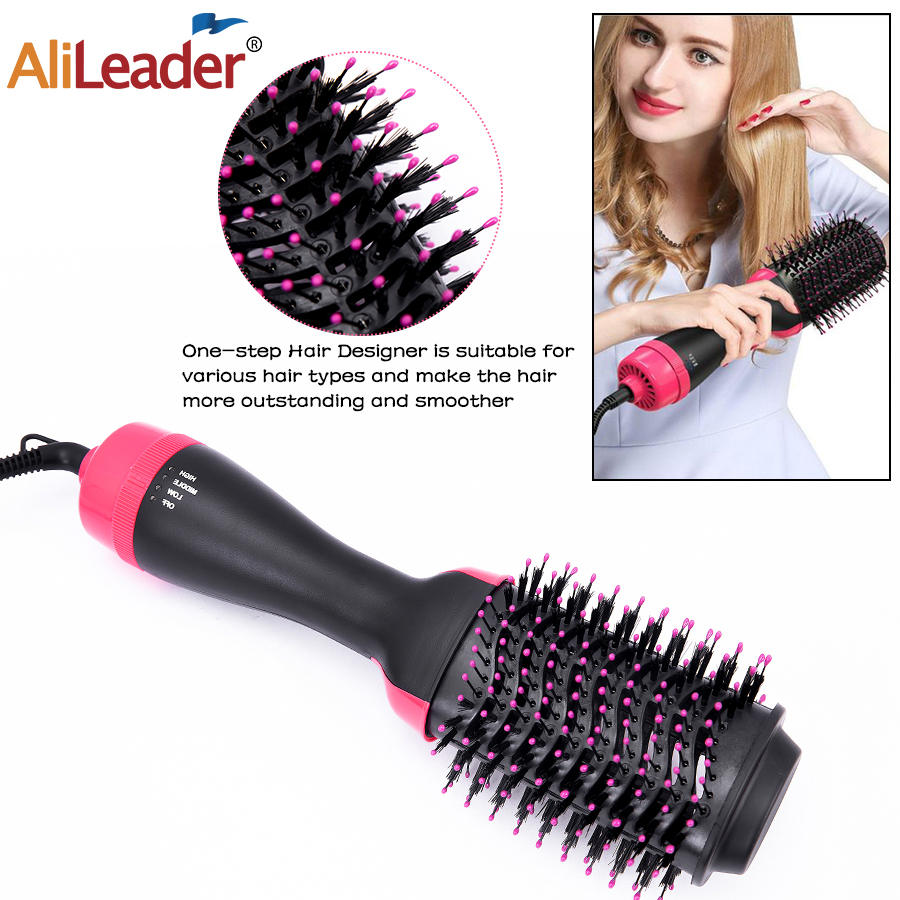 AliLeader®
One-step Hair Designer is suitable for
various hair types and make the hair
more outstanding and smoother
HIGH
MIDDLE
LOW
OFF